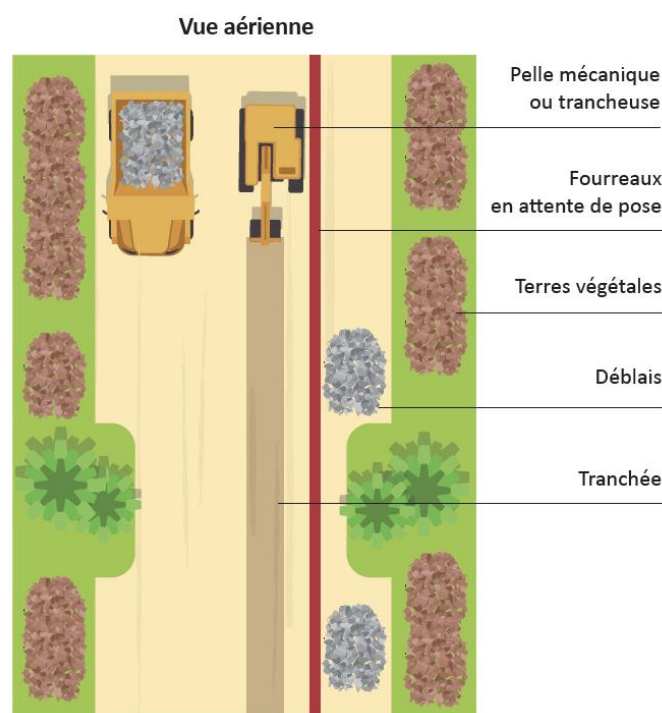 Vue aérienne
Pelle mécanique
ou trancheuse
Fourreaux
en attente de pose
Terres végétales
Déblais
Tranchée